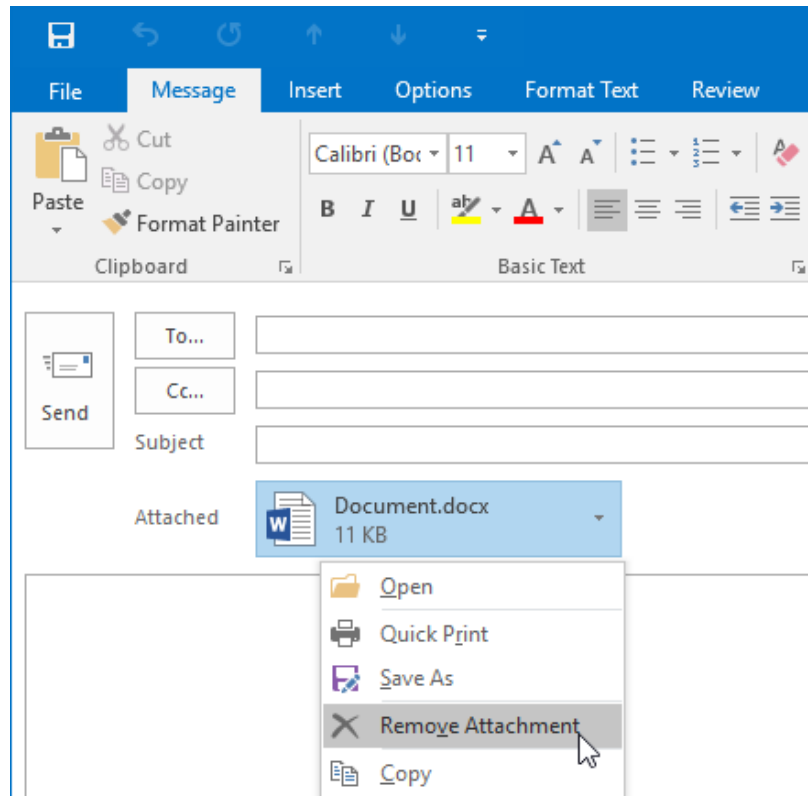 File Message Insert Options Format Text Review
Cut
Calibri (Boc 11 A A
Copy
Paste
Format Painter
B I U aby A
Clipboard Basic Text
To...
Cc...
Send
Subject
Attached
Document.docx
11 KB
Open
Quick Print
Save As
Remove Attachment
Copy